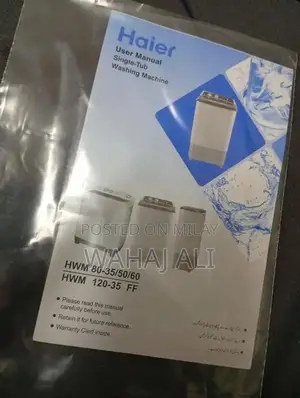 Haier
User Manual
Single-Tub
Washing Machine
POSTED ON MILAY
WAHAJ ALI
HWM 80-35/50/60
HWM 120-35 FF
• Please read this manual
carefully before use.
• Retain it for future reference.
• Warranty Card inside.